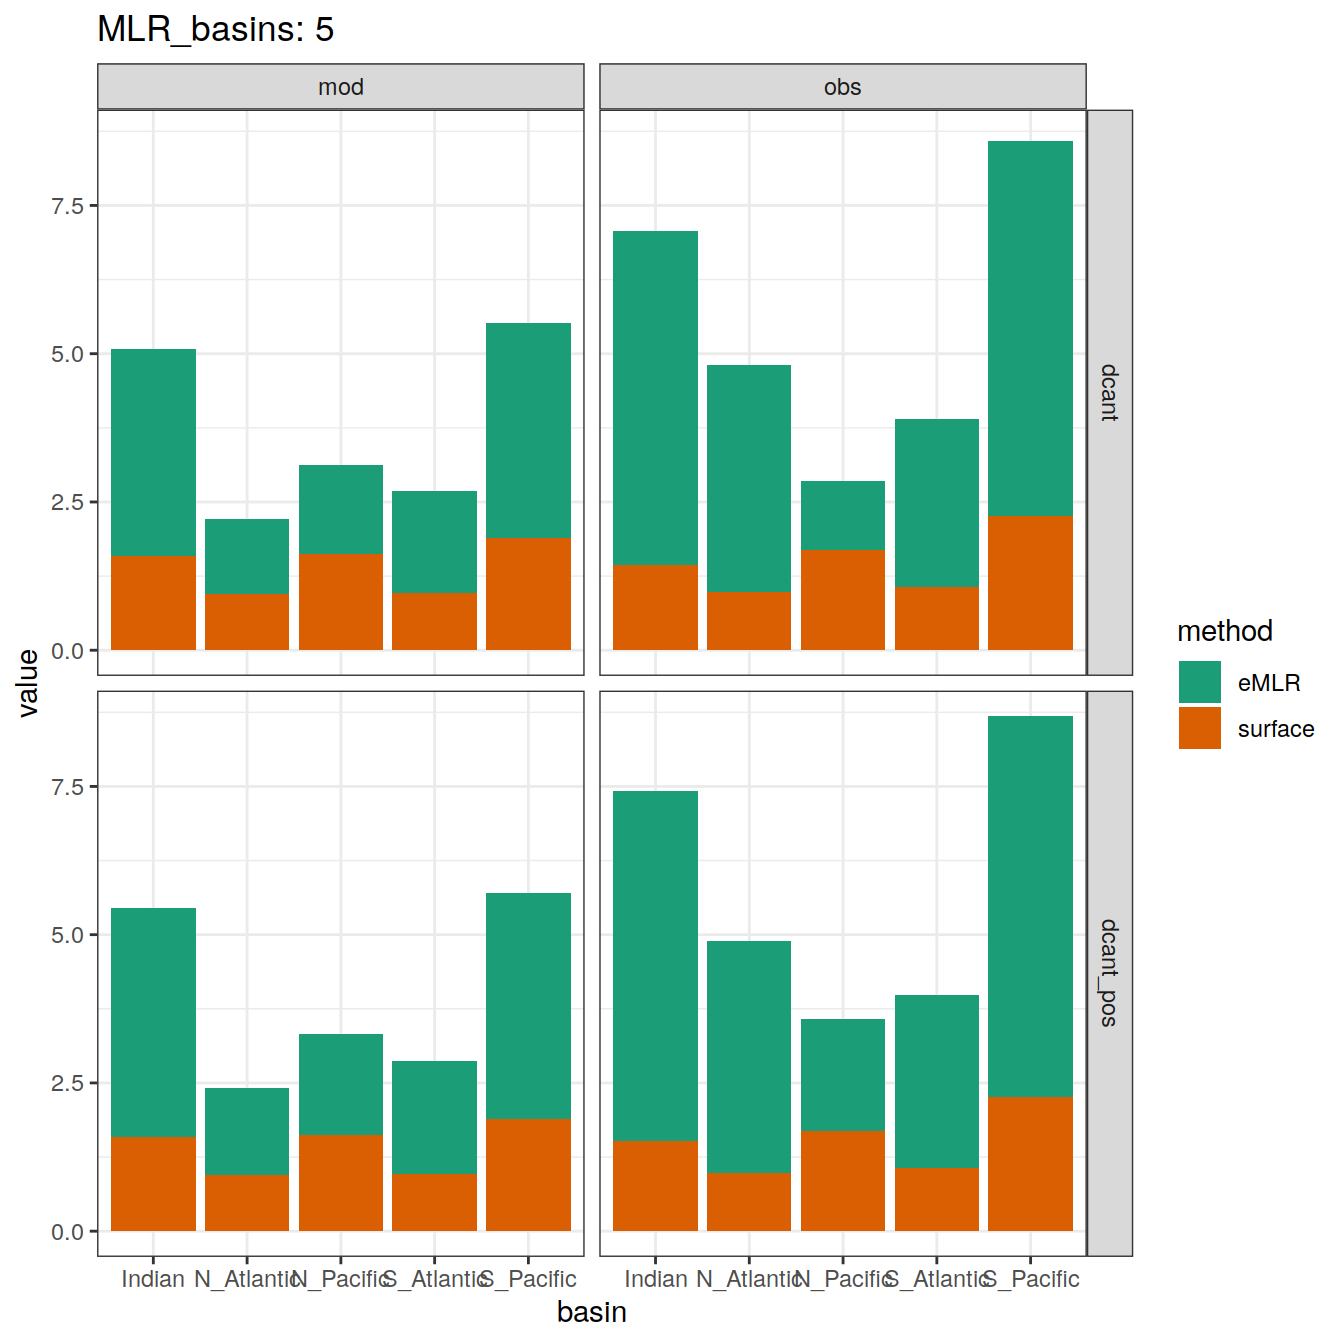 MLR_basins: 5
mod
obs
7.5
5.0
2.5
0.0
dcant
7.5
5.0
2.5
0.0
dcant_pos
value
Indian N_Atlantic N_Pacific S_Atlantic S_Pacific
Indian N_Atlantic N_Pacific S_Atlantic S_Pacific
basin
method
eMLR
surface